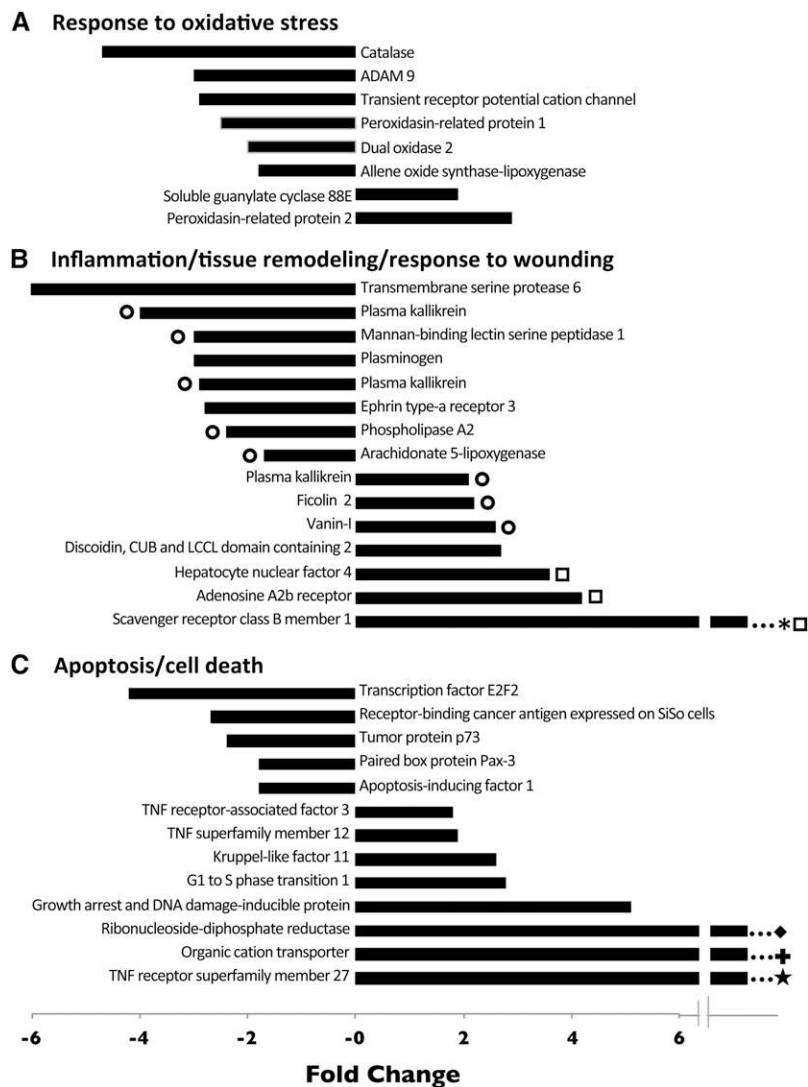 A Response to oxidative stress
Catalase
ADAM 9
Transient receptor potential cation channel
Peroxidasin-related protein 1
Dual oxidase 2
Allene oxide synthase-lipoxygenase
Soluble guanylate cyclase 88E
Peroxidasin-related protein 2
B Inflammation/tissue remodeling/response to wounding
Transmembrane serine protease 6
Plasma kallikrein
Mannan-binding lectin serine peptidase 1
Plasminogen
Plasma kallikrein
Ephrin type-a receptor 3
Phospholipase A2
Arachidonate 5-lipoxygenase
Plasma kallikrein
Ficolin 2
Vanin-I
Discoidin, CUB and LCCL domain containing 2
Hepatocyte nuclear factor 4
Adenosine A2b receptor
Scavenger receptor class B member 1
C Apoptosis/cell death
Transcription factor E2F2
Receptor-binding cancer antigen expressed on SiSo cells
Tumor protein p73
Paired box protein Pax-3
Apoptosis-inducing factor 1
TNF receptor-associated factor 3
TNF superfamily member 12
Kruppel-like factor 11
G1 to S phase transition 1
Growth arrest and DNA damage-inducible protein
Ribonucleoside-diphosphate reductase
Organic cation transporter
TNF receptor superfamily member 27
-6 -4 -2 -0 2 4 6
Fold Change